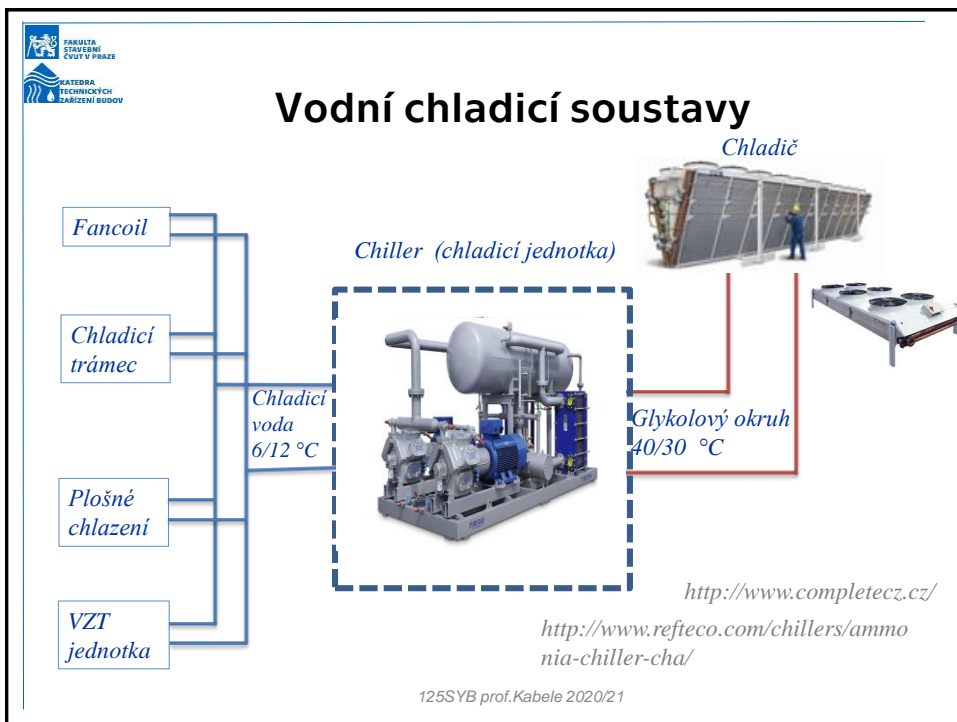 FAKULTA
STAVEBNÍ
ČVUT V PRAZE
KATEDRA
TECHNICKÝCH
ZAŘÍZENÍ BUDOV
Vodní chladicí soustavy
Chladič
Fancoil
Chiller (chladicí jednotka)
Chladicí
trámec
Chladicí
voda
6/12 °C
Glykolový okruh
40/30 °C
Plošné
chlazení
VZT
jednotka
http://www.completecz.cz/
http://www.refteco.com/chillers/ammo
nia-chiller-cha/
125SYB prof.Kabele 2020/21